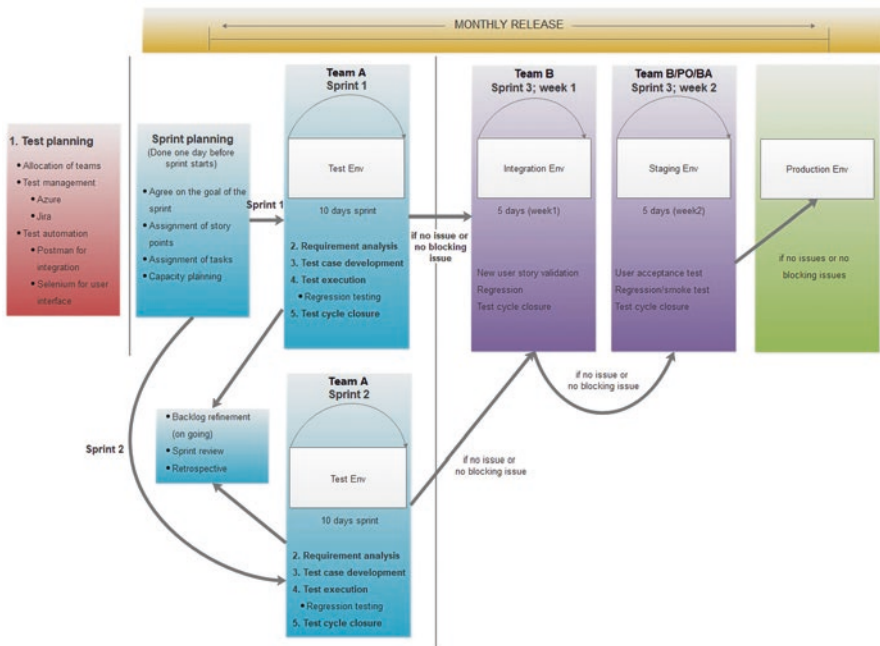 MONTHLY RELEASE
1. Test planning
• Allocation of teams
• Test management
• Azure
• Jira
• Test automation
• Postman for
integration
• Selenium for user
interface
Sprint planning
(Done one day before
sprint starts)
• Agree on the goal of the
sprint
• Assignment of story
points
• Assignment of tasks
• Capacity planning
Sprint 1
Team A
Sprint 1
Test Env
10 days sprint
2. Requirement analysis
3. Test case development
4. Test execution
• Regression testing
5. Test cycle closure
if no issue or
no blocking
issue
Team B
Sprint 3; week 1
Integration Env
5 days (week1)
New user story validation
Regression
Test cycle closure
Team B/PO/BA
Sprint 3; week 2
Staging Env
5 days (week2)
User acceptance test
Regression/smoke test
Test cycle closure
Production Env
if no issues or no
blocking issues
if no issue or
no blocking issue
Sprint 2
• Backlog refinement
(on going)
• Sprint review
• Retrospective
Team A
Sprint 2
Test Env
10 days sprint
2. Requirement analysis
3. Test case development
4. Test execution
• Regression testing
5. Test cycle closure
if no issue or
no blocking issue